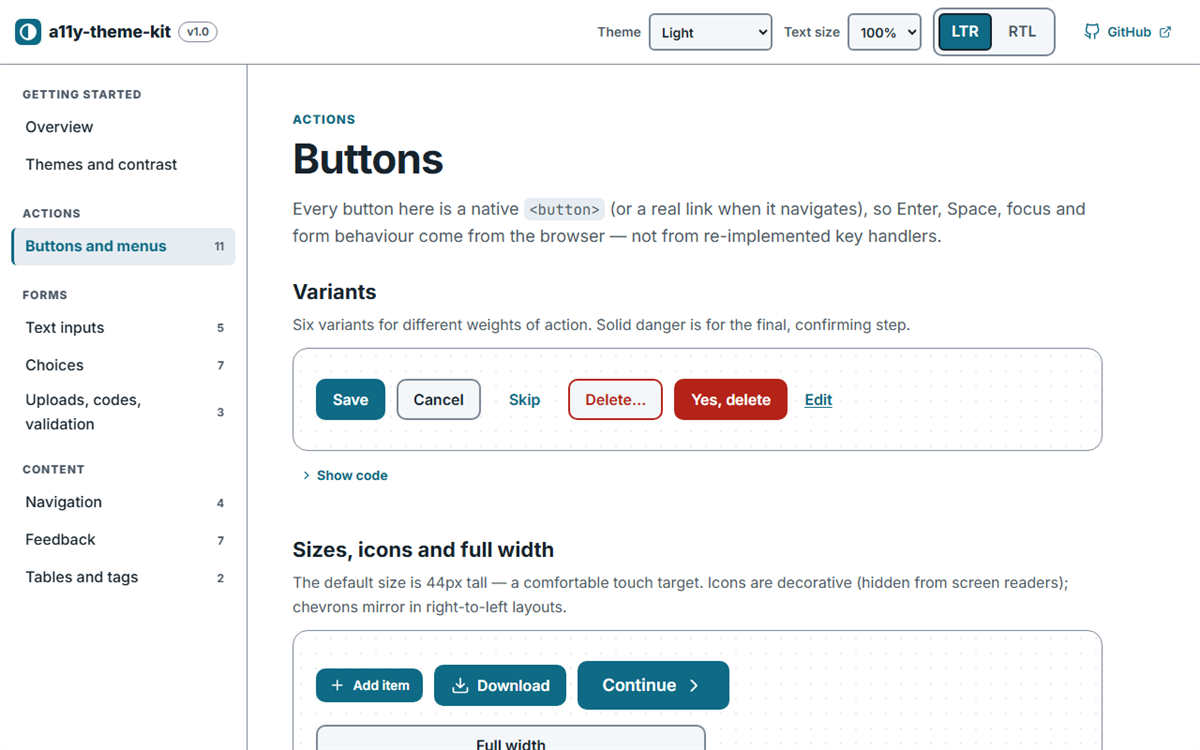 a11y-theme-kit v1.0
Theme Light Text size 100% LTR RTL GitHub
GETTING STARTED
Overview
Themes and contrast
ACTIONS
Buttons and menus 11
FORMS
Text inputs 5
Choices 7
Uploads, codes,
validation 3
CONTENT
Navigation 4
Feedback 7
Tables and tags 2
ACTIONS
Buttons
Every button here is a native <button> (or a real link when it navigates), so Enter, Space, focus and
form behaviour come from the browser — not from re-implemented key handlers.
Variants
Six variants for different weights of action. Solid danger is for the final, confirming step.
Save Cancel Skip Delete... Yes, delete Edit
Show code
Sizes, icons and full width
The default size is 44px tall — a comfortable touch target. Icons are decorative (hidden from screen readers);
chevrons mirror in right-to-left layouts.
Add item Download Continue
Full width